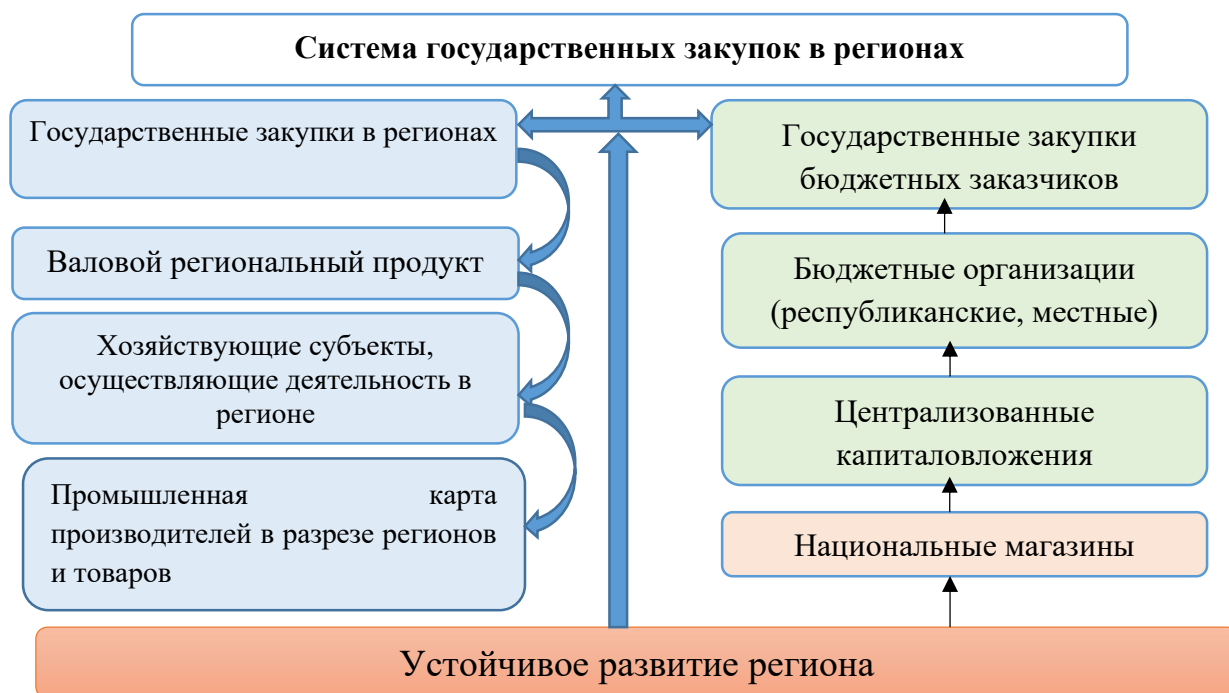 Система государственных закупок в регионах
Государственные закупки в регионах
Валовой региональный продукт
Хозяйствующие субъекты,
осуществляющие деятельность в
регионе
Промышленная карта
производителей в разрезе регионов
и товаров
Государственные закупки
бюджетных заказчиков
Бюджетные организации
(республиканские, местные)
Централизованные
капиталовложения
Национальные магазины
Устойчивое развитие региона